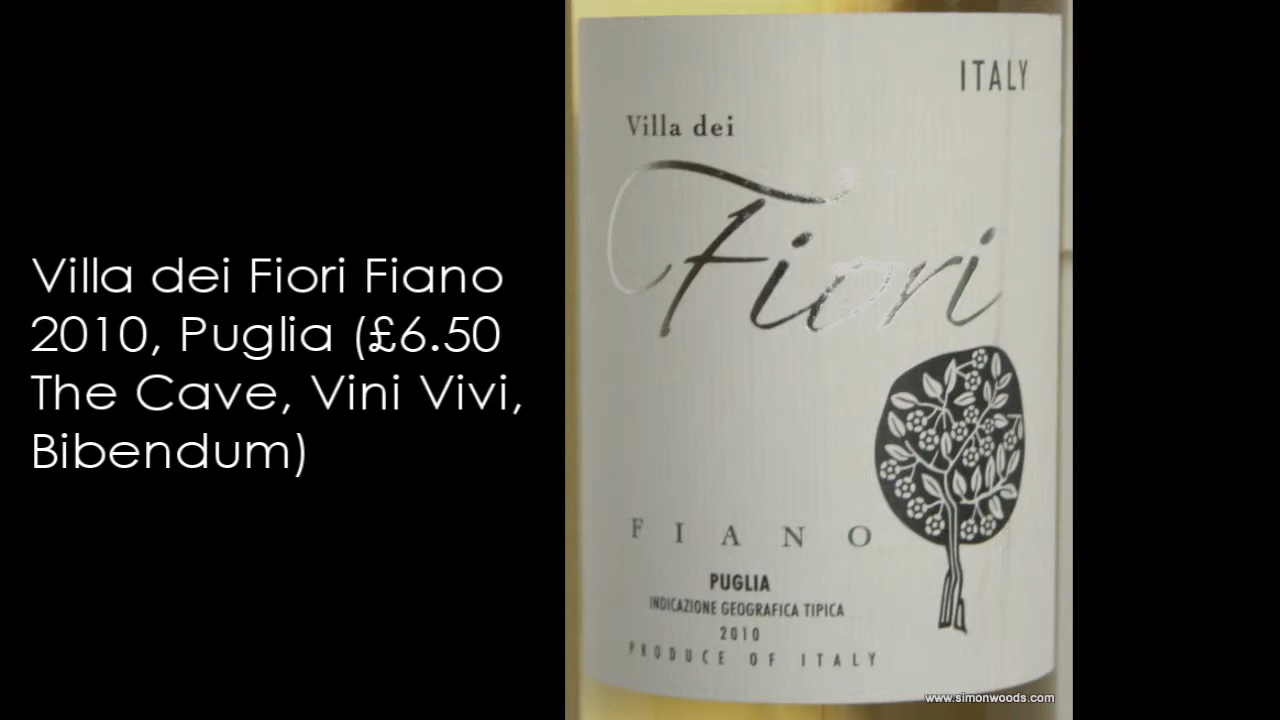 Villa dei Fiori Fiano
2010, Puglia (£6.50
The Cave, Vini Vivi,
Bibendum)
ITALY
Villa dei
Fiori
FIANO
PUGLIA
INDICAZIONE GEOGRAFICA TIPICA
2010
PRODUCE OF ITALY
www.simonwoods.com